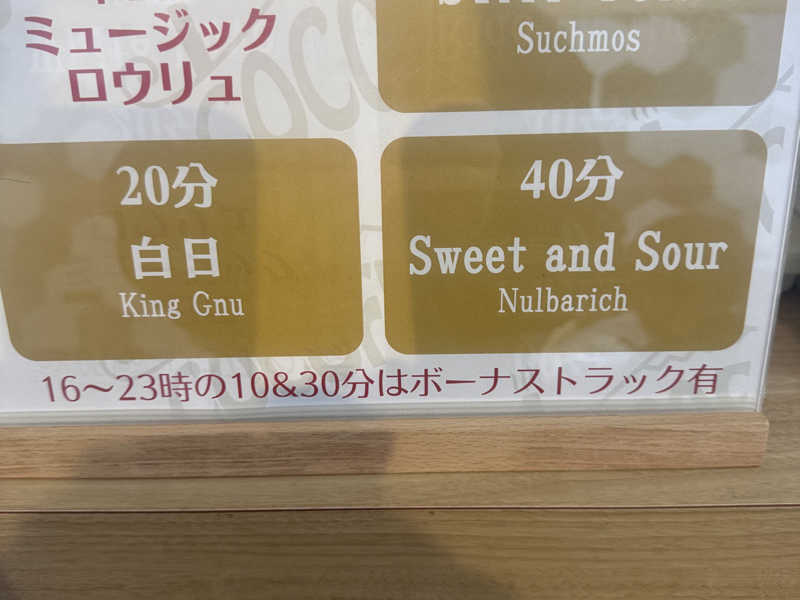 ミュージック
ロウリュ
Suchmos
20分
白日
King Gnu
40分
Sweet and Sour
Nulbarich
16〜23時の10&30分はボーナストラック有